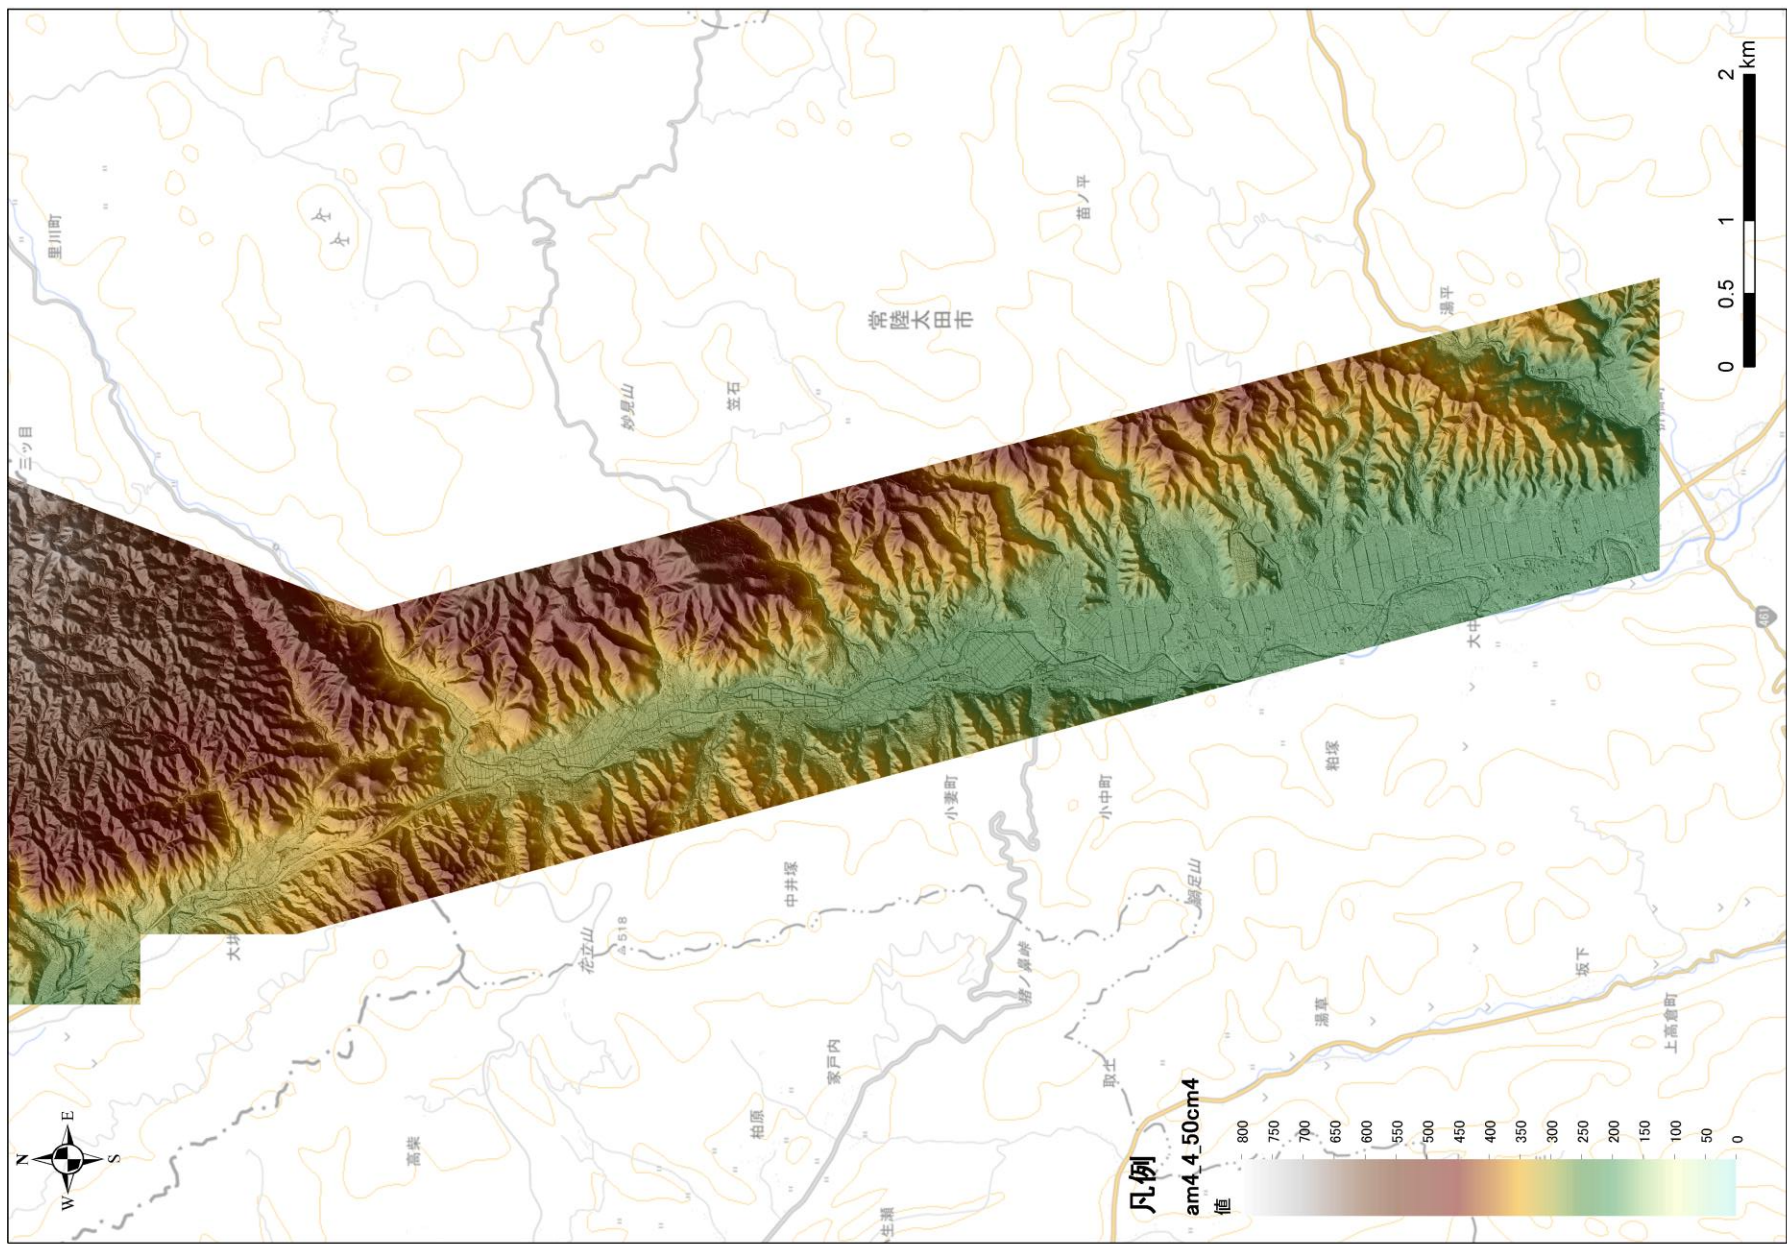 里川町
三ツ目
妙見山
笠石
常陸太田市
苗ノ平
湯平
大中
粕塚
小妻町
小中町
中井塚
花立山
518
鍋足山
猪ノ鼻峠
家戸内
柏原
高柴
生瀬
取上
湯草
坂下
上高倉町
461
N
E
S
W
凡例
am4_4_50cm4
値
800
750
700
650
600
550
500
450
400
350
300
250
200
150
100
50
0
0
0.5
1
2
km